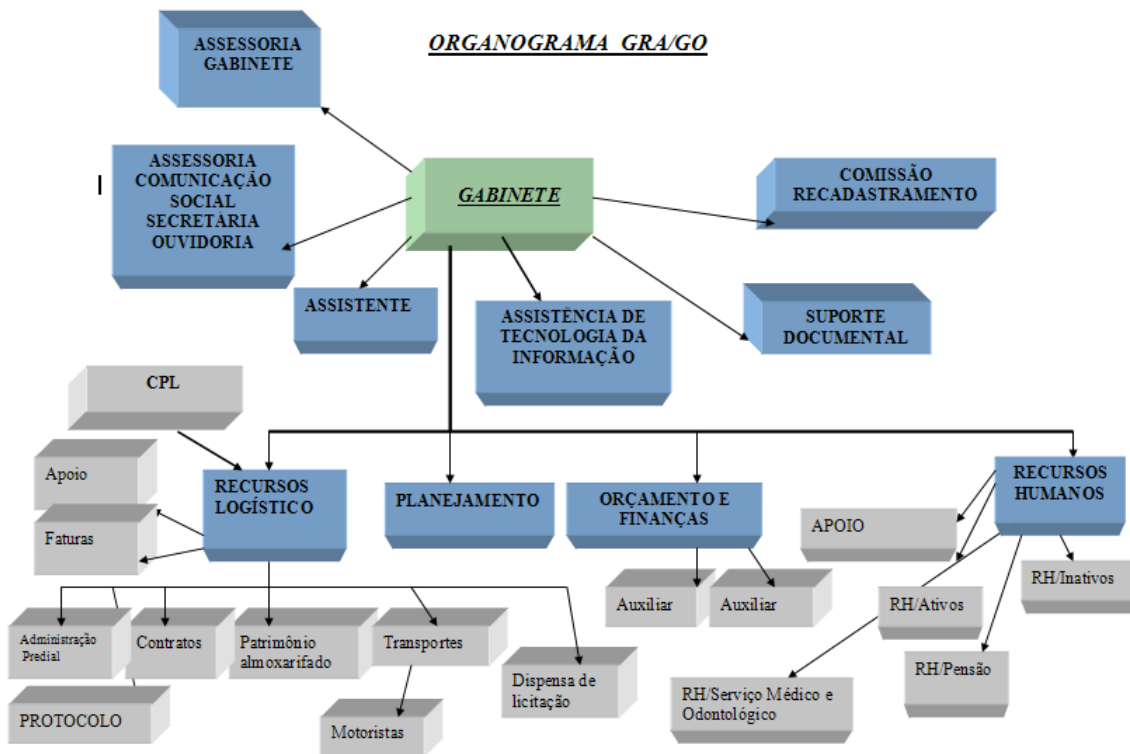 ORGANOGRAMA GRA/GO
ASSESSORIA
GABINETE
ASSESSORIA
COMUNICAÇÃO
SOCIAL
SECRETÁRIA
OUVIDORIA
GABINETE
COMISSÃO
RECADASTRAMENTO
ASSISTENTE
ASSISTÊNCIA DE
TECNOLOGIA DA
INFORMAÇÃO
SUPORTE
DOCUMENTAL
CPL
Apoio
Faturas
RECURSOS
LOGÍSTICO
PLANEJAMENTO
ORÇAMENTO E
FINANÇAS
RECURSOS
HUMANOS
APOIO
RH/Inativos
Auxiliar
Auxiliar
RH/Ativos
Administração
Predial
Contratos
Patrimônio
almoxarifado
Transportes
Dispensa de
licitação
RH/Pensão
RH/Serviço Médico e
Odontológico
PROTOCOLO
Motoristas